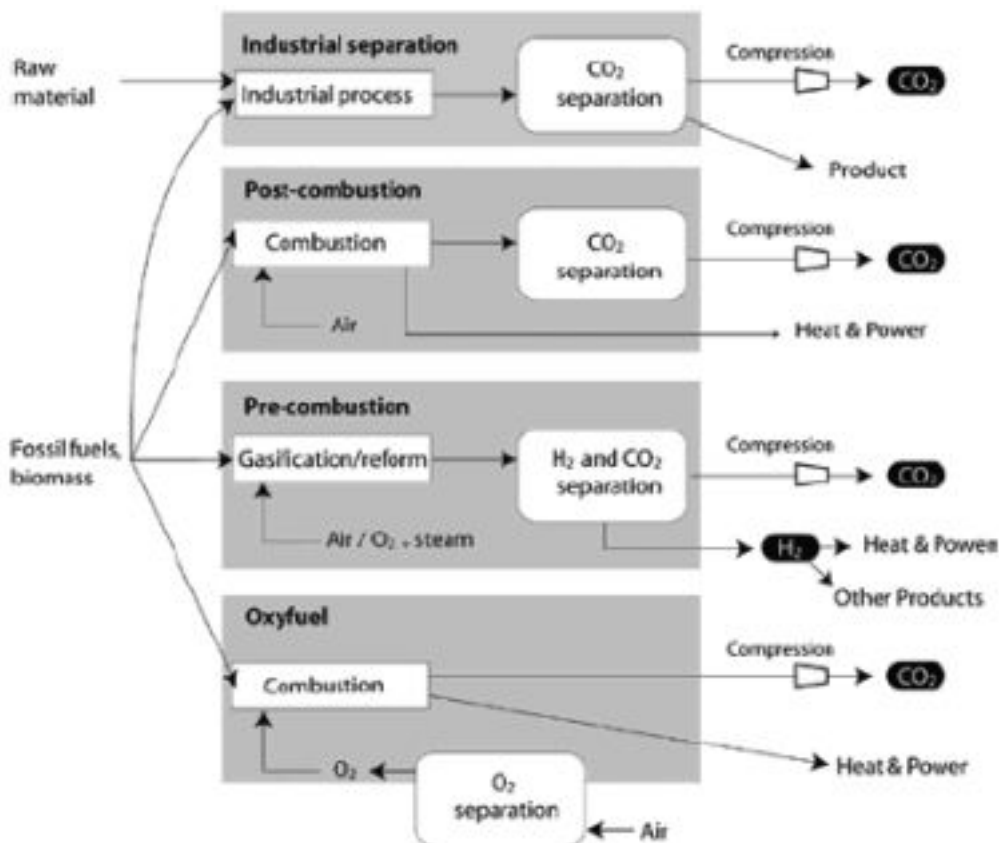 Industrial separation
Raw
material
Industrial process
CO₂
separation
Compression
CO₂
Product
Post-combustion
Combustion
CO₂
separation
Compression
CO₂
Air
Heat & Power
Pre-combustion
Fossil fuels,
biomass
Gasification/reform
H₂ and CO₂
separation
Compression
CO₂
Air / O₂ + steam
H₂
Heat & Power
Other Products
Oxyfuel
Combustion
Compression
CO₂
O₂
Heat & Power
O₂
separation
Air